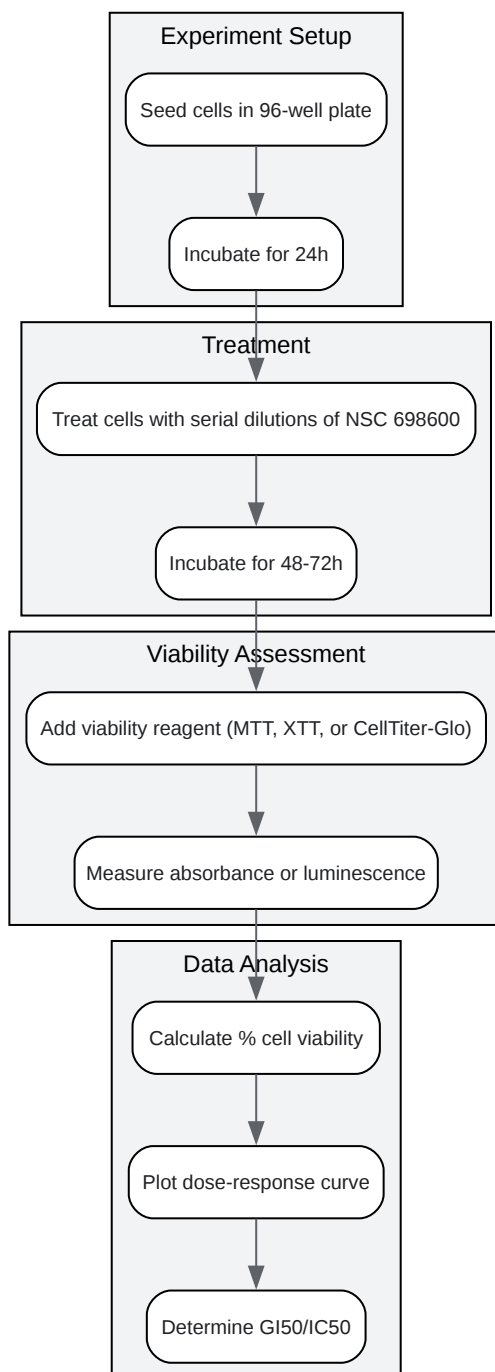 Experiment Setup
Seed cells in 96-well plate
Incubate for 24h
Treatment
Treat cells with serial dilutions of NSC 698600
Incubate for 48-72h
Viability Assessment
Add viability reagent (MTT, XTT, or CellTiter-Glo)
Measure absorbance or luminescence
Data Analysis
Calculate % cell viability
Plot dose-response curve
Determine GI50/IC50